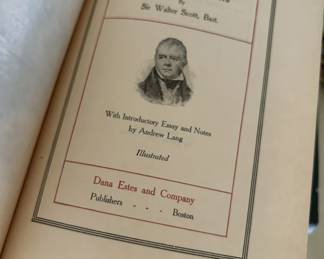 By
Sir Walter Scott, Bart.
With Introductory Essay and Notes
by Andrew Lang
Illustrated
Dana Estes and Company
Publishers - - - Boston